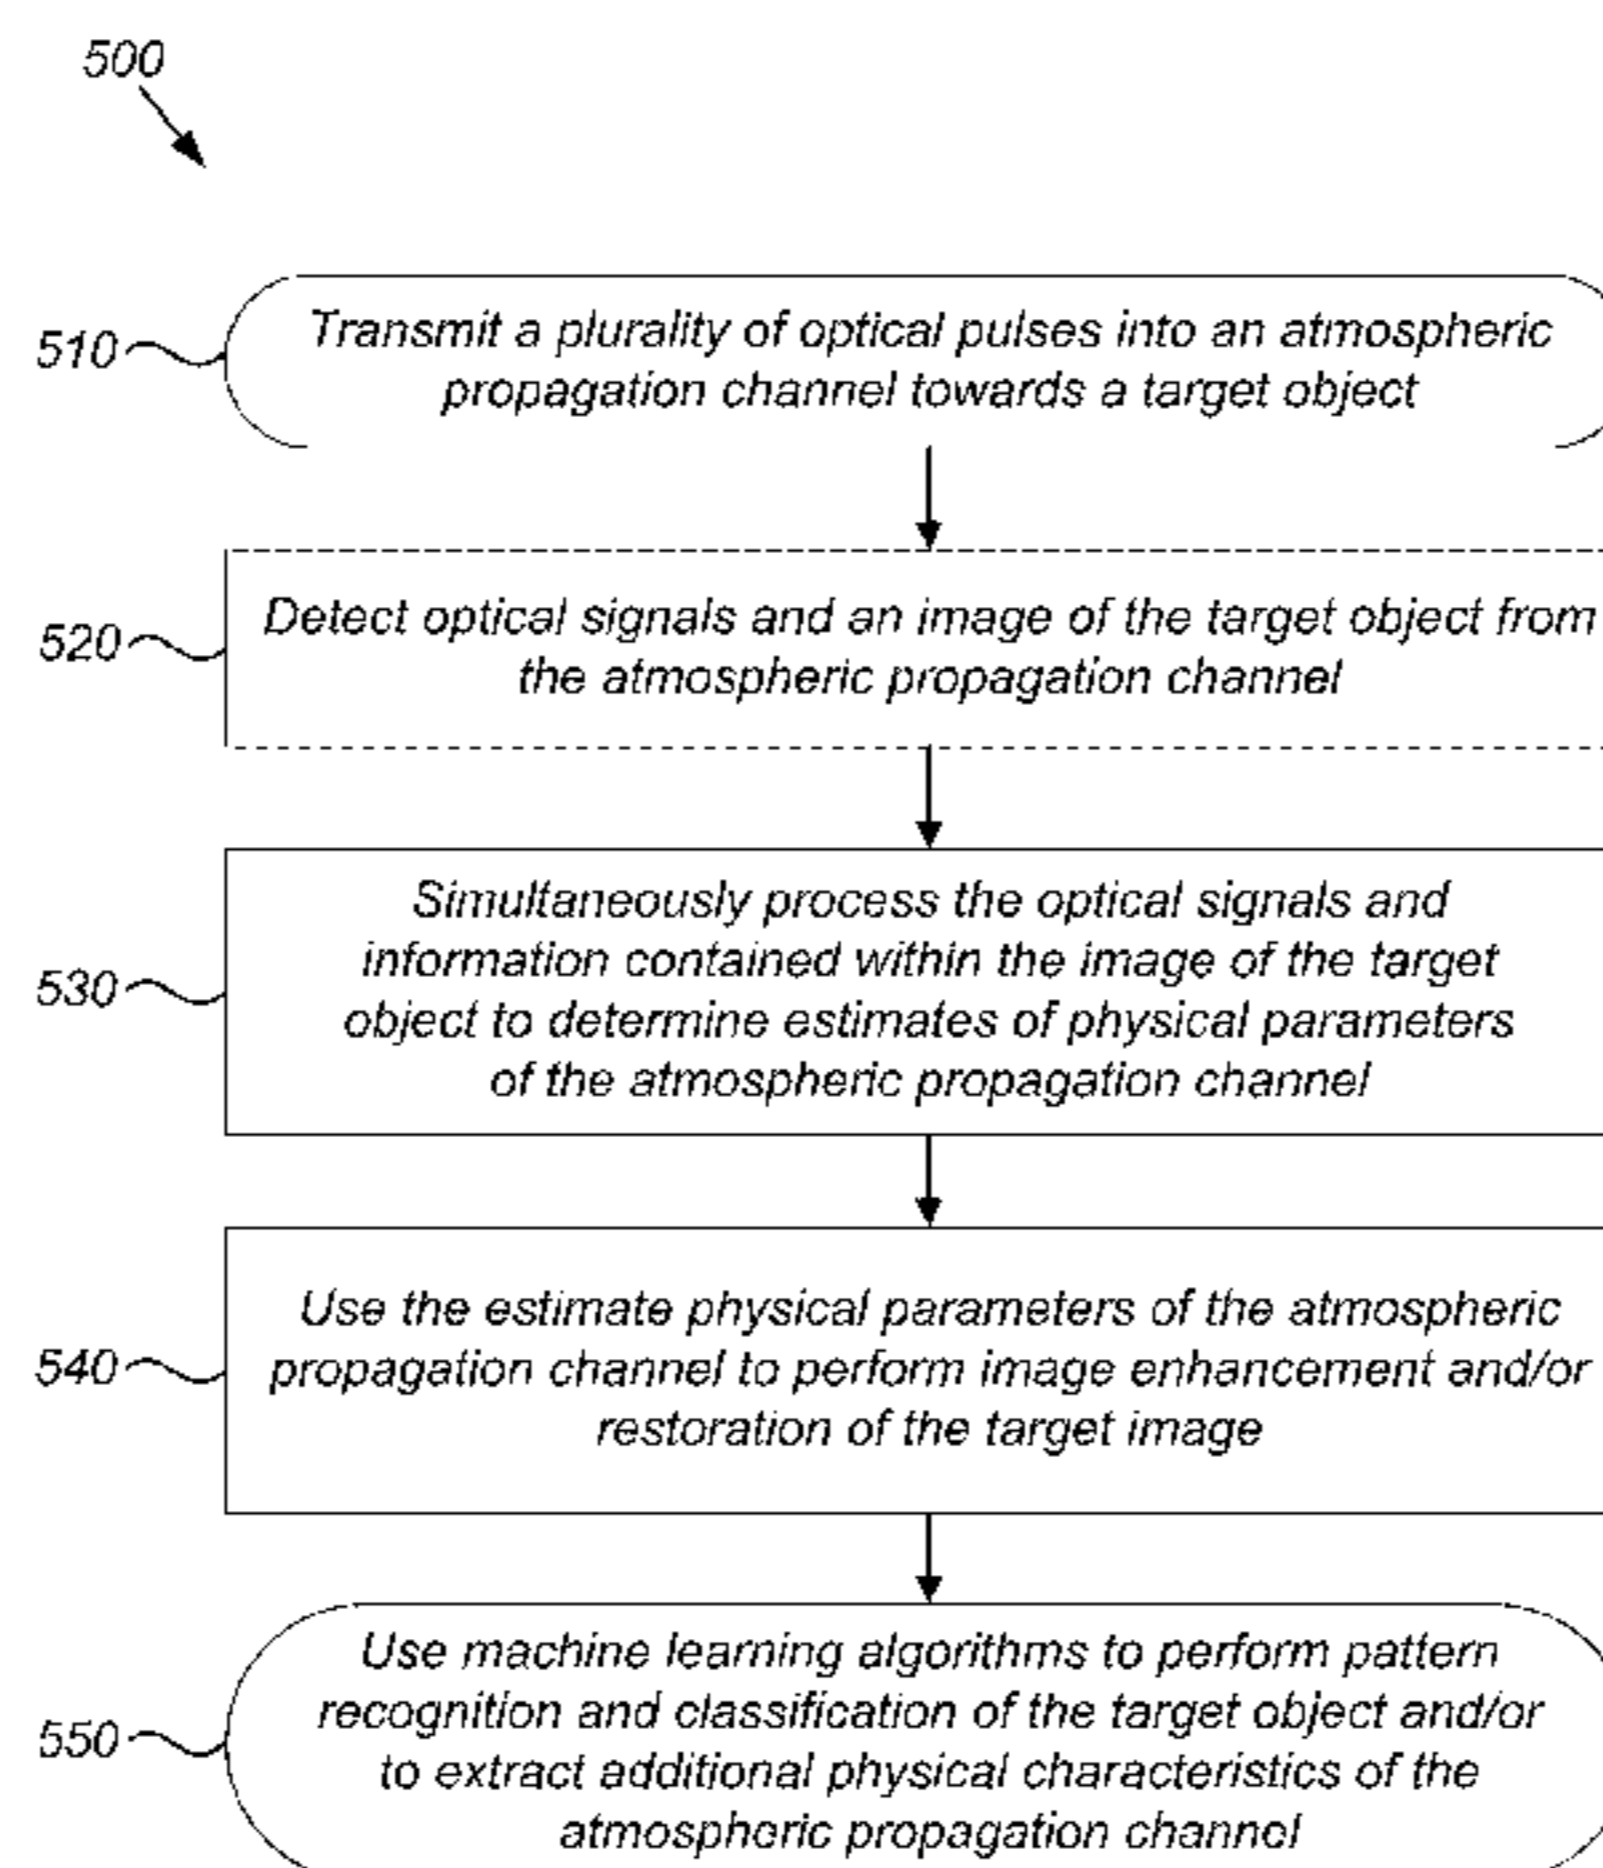 500
510
Transmit a plurality of optical pulses into an atmospheric
propagation channel towards a target object
520
Detect optical signals and an image of the target object from
the atmospheric propagation channel
530
Simultaneously process the optical signals and
information contained within the image of the target
object to determine estimates of physical parameters
of the atmospheric propagation channel
540
Use the estimate physical parameters of the atmospheric
propagation channel to perform image enhancement and/or
restoration of the target image
550
Use machine learning algorithms to perform pattern
recognition and classification of the target object and/or
to extract additional physical characteristics of the
atmospheric propagation channel